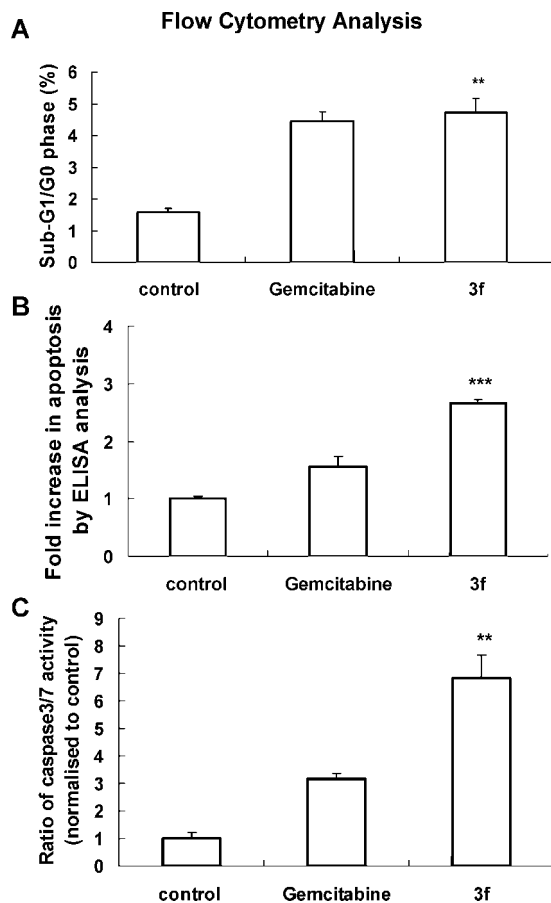 A
Flow Cytometry Analysis
Sub-G1/G0 phase (%)
6
5
4
3
2
1
0
**
control
Gemcitabine
3f
B
Fold increase in apoptosis
by ELISA analysis
4
3
2
1
0
***
control
Gemcitabine
3f
C
Ratio of caspase3/7 activity
(normalised to control)
10
9
8
7
6
5
4
3
2
1
0
**
control
Gemcitabine
3f